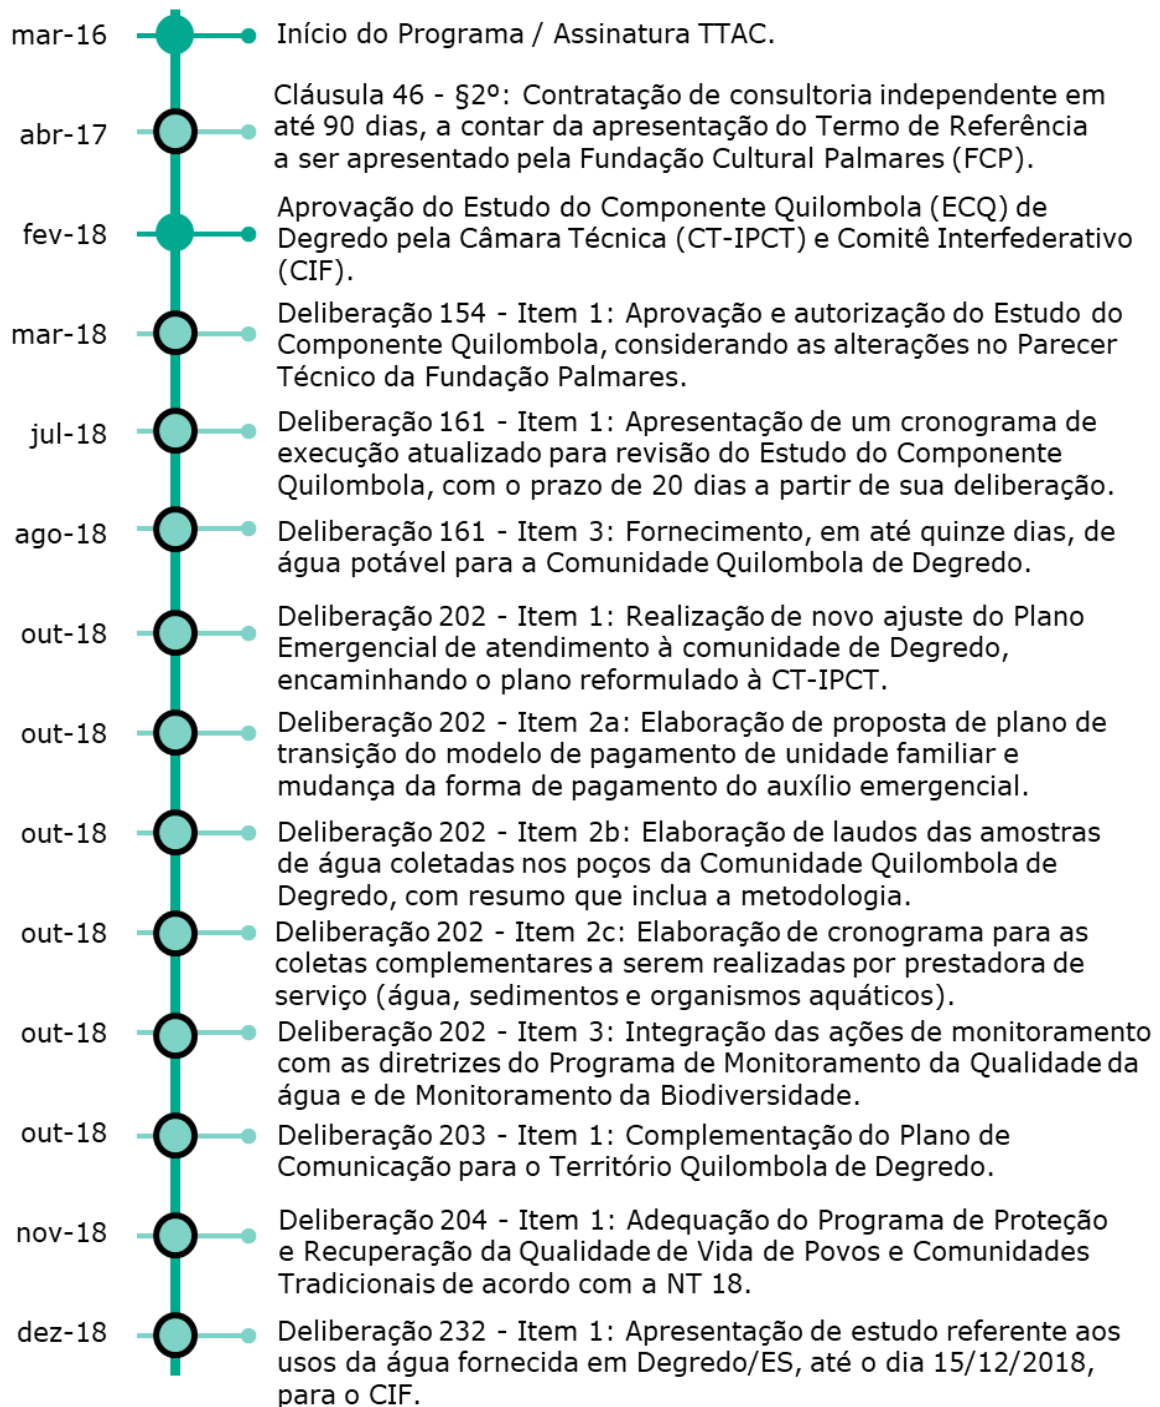 mar-16
Início do Programa / Assinatura TTAC.
abr-17
Cláusula 46 - §2º: Contratação de consultoria independente em
até 90 dias, a contar da apresentação do Termo de Referência
a ser apresentado pela Fundação Cultural Palmares (FCP).
fev-18
Aprovação do Estudo do Componente Quilombola (ECQ) de
Degredo pela Câmara Técnica (CT-IPCT) e Comitê Interfederativo
(CIF).
mar-18
Deliberação 154 - Item 1: Aprovação e autorização do Estudo do
Componente Quilombola, considerando as alterações no Parecer
Técnico da Fundação Palmares.
jul-18
Deliberação 161 - Item 1: Apresentação de um cronograma de
execução atualizado para revisão do Estudo do Componente
Quilombola, com o prazo de 20 dias a partir de sua deliberação.
ago-18
Deliberação 161 - Item 3: Fornecimento, em até quinze dias, de
água potável para a Comunidade Quilombola de Degredo.
out-18
Deliberação 202 - Item 1: Realização de novo ajuste do Plano
Emergencial de atendimento à comunidade de Degredo,
encaminhando o plano reformulado à CT-IPCT.
out-18
Deliberação 202 - Item 2a: Elaboração de proposta de plano de
transição do modelo de pagamento de unidade familiar e
mudança da forma de pagamento do auxílio emergencial.
out-18
Deliberação 202 - Item 2b: Elaboração de laudos das amostras
de água coletadas nos poços da Comunidade Quilombola de
Degredo, com resumo que inclua a metodologia.
out-18
Deliberação 202 - Item 2c: Elaboração de cronograma para as
coletas complementares a serem realizadas por prestadora de
serviço (água, sedimentos e organismos aquáticos).
out-18
Deliberação 202 - Item 3: Integração das ações de monitoramento
com as diretrizes do Programa de Monitoramento da Qualidade da
água e de Monitoramento da Biodiversidade.
out-18
Deliberação 203 - Item 1: Complementação do Plano de
Comunicação para o Território Quilombola de Degredo.
nov-18
Deliberação 204 - Item 1: Adequação do Programa de Proteção
e Recuperação da Qualidade de Vida de Povos e Comunidades
Tradicionais de acordo com a NT 18.
dez-18
Deliberação 232 - Item 1: Apresentação de estudo referente aos
usos da água fornecida em Degredo/ES, até o dia 15/12/2018,
para o CIF.